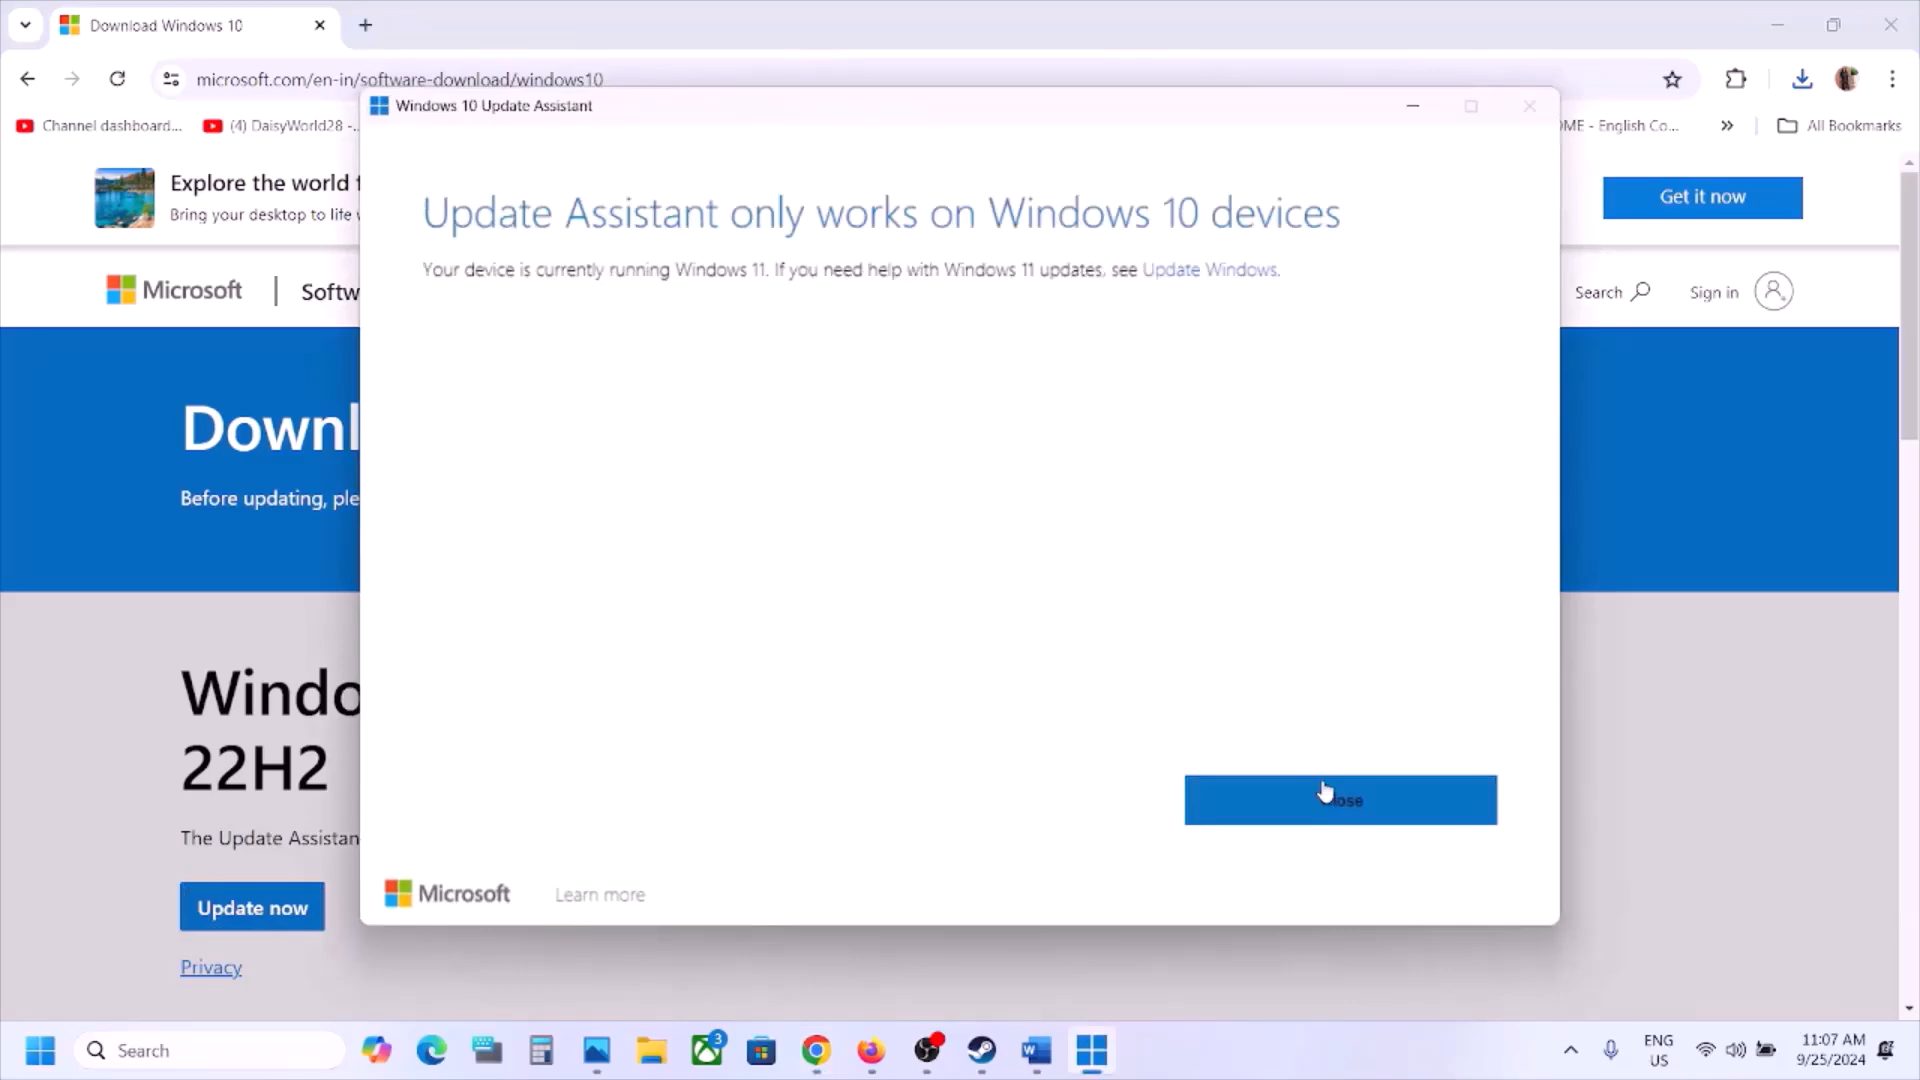 Download Windows 10
microsoft.com/en-in/software-download/windows10
Channel dashboard...
(4) DaisyWorld28 -...
OME - English Co...
All Bookmarks
Windows 10 Update Assistant
Explore the world
Bring your desktop to life
Get it now
Update Assistant only works on Windows 10 devices
Your device is currently running Windows 11. If you need help with Windows 11 updates, see Update Windows.
Microsoft
Softw
Search
Sign in
Downl
Before updating, ple
Windo
22H2
The Update Assistan
Update now
Privacy
ose
Microsoft
Learn more
Search
3
ENG
US
11:07 AM
9/25/2024